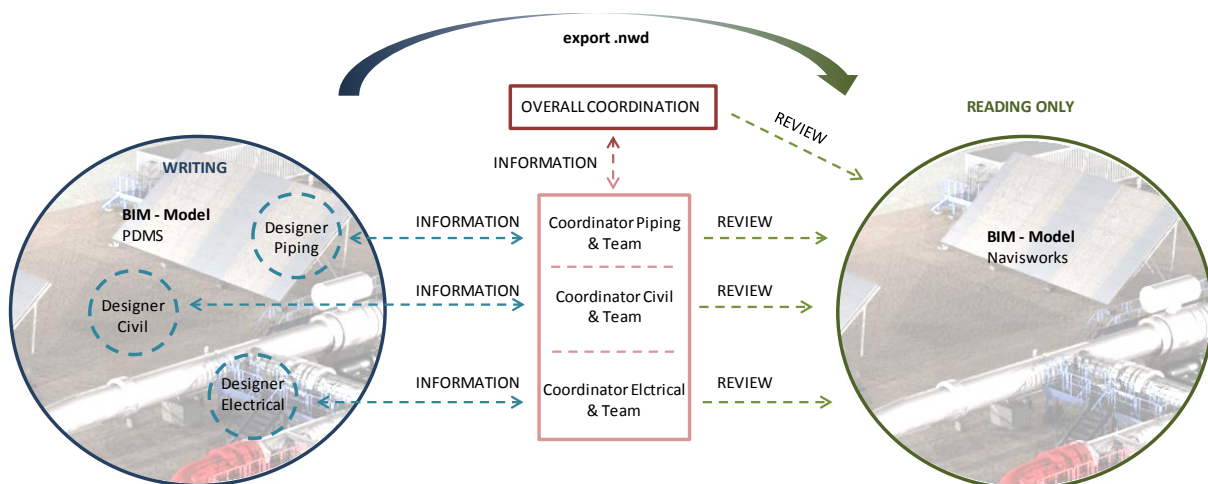 export .nwd
OVERALL COORDINATION
READING ONLY
REVIEW
INFORMATION
WRITING
BIM - Model
PDMS
Designer
Piping
INFORMATION
Coordinator Piping
& Team
REVIEW
BIM - Model
Navisworks
Designer
Civil
INFORMATION
Coordinator Civil
& Team
REVIEW
Designer
Electrical
INFORMATION
Coordinator Elctrical
& Team
REVIEW